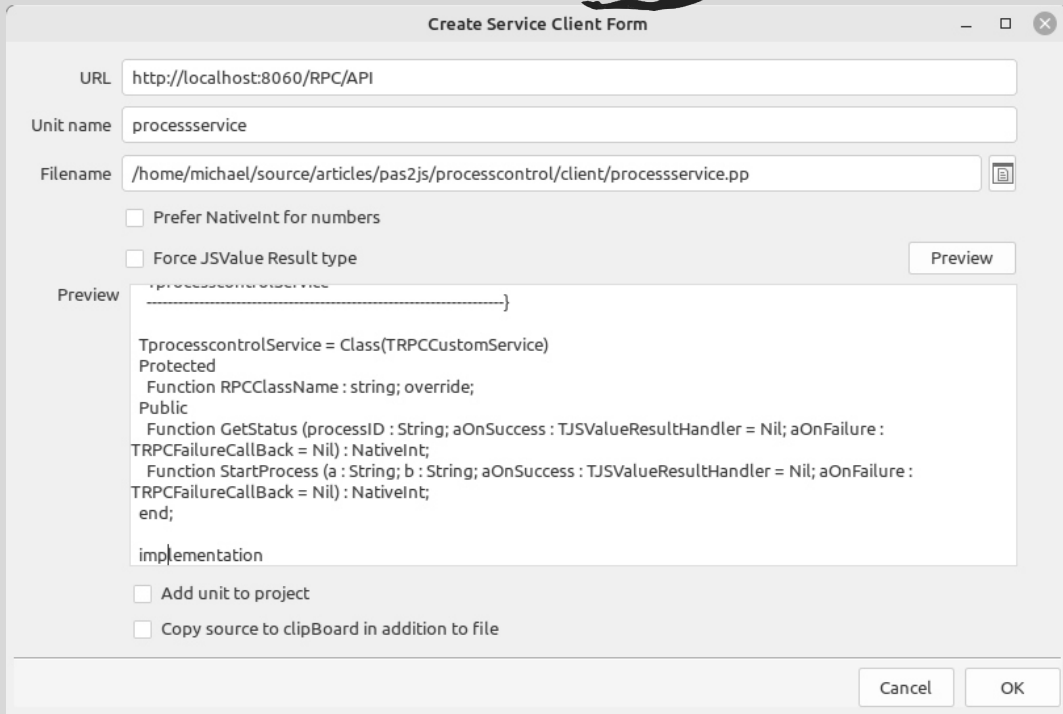 Create Service Client Form
URL http://localhost:8060/RPC/API
Unit name processservice
Filename /home/michael/source/articles/pas2js/processcontrol/client/processservice.pp
Prefer NativeInt for numbers
Force JSValue Result type
Preview
Preview
TprocesscontrolService
--------------------------------------------------------------------}
TprocesscontrolService = Class(TRPCCustomService)
Protected
Function RPCClassName : string; override;
Public
Function GetStatus (processID : String; aOnSuccess : TJSValueResultHandler = Nil; aOnFailure :
TRPCFailureCallBack = Nil) : NativeInt;
Function StartProcess (a : String; b : String; aOnSuccess : TJSValueResultHandler = Nil; aOnFailure :
TRPCFailureCallBack = Nil) : NativeInt;
end;
implementation
Add unit to project
Copy source to clipBoard in addition to file
Cancel OK